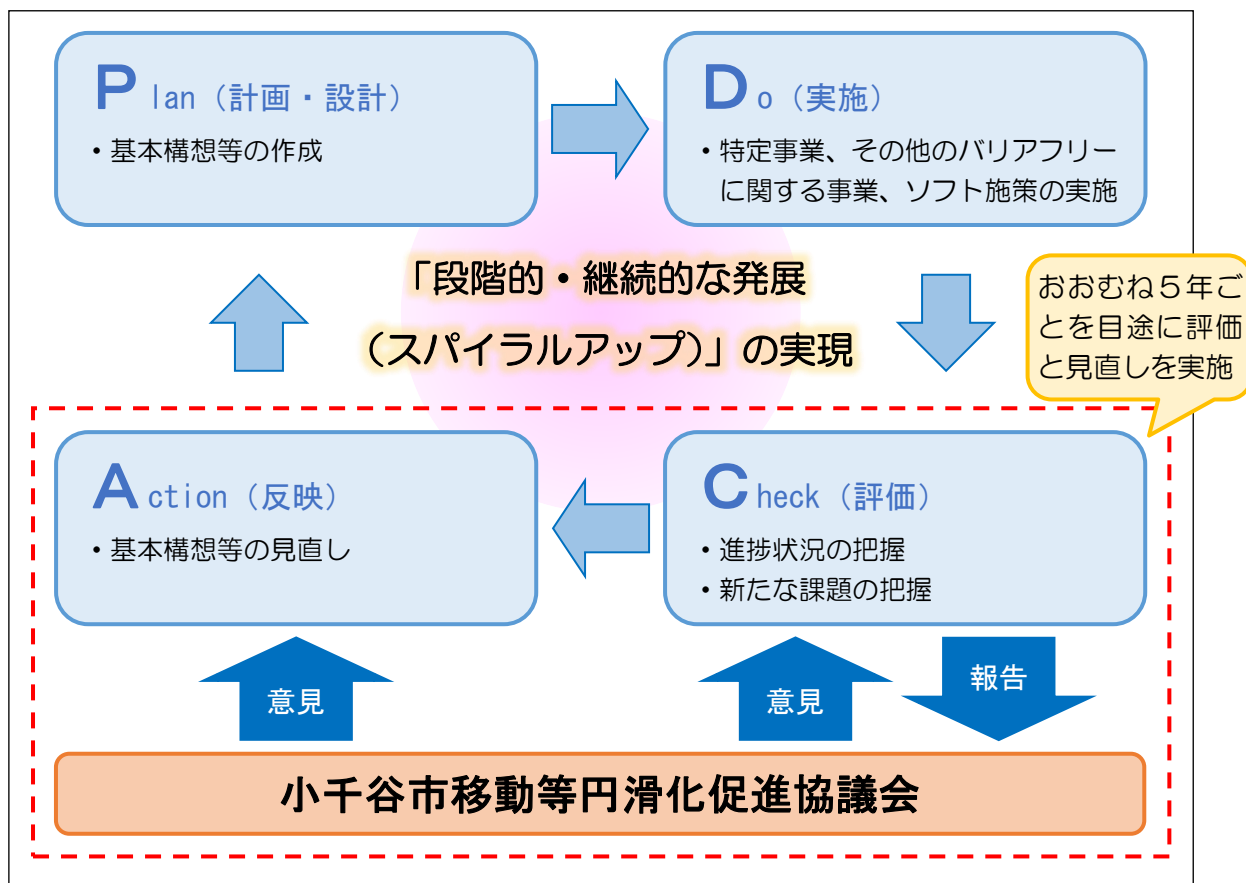 Plan（計画・設計）
・基本構想等の作成
Do（実施）
・特定事業、その他のバリアフリー
に関する事業、ソフト施策の実施
「段階的・継続的な発展
（スパイラルアップ）」の実現
おおむね５年ご
とを目途に評価
と見直しを実施
Action（反映）
・基本構想等の見直し
Check（評価）
・進捗状況の把握
・新たな課題の把握
意見
意見
報告
小千谷市移動等円滑化促進協議会